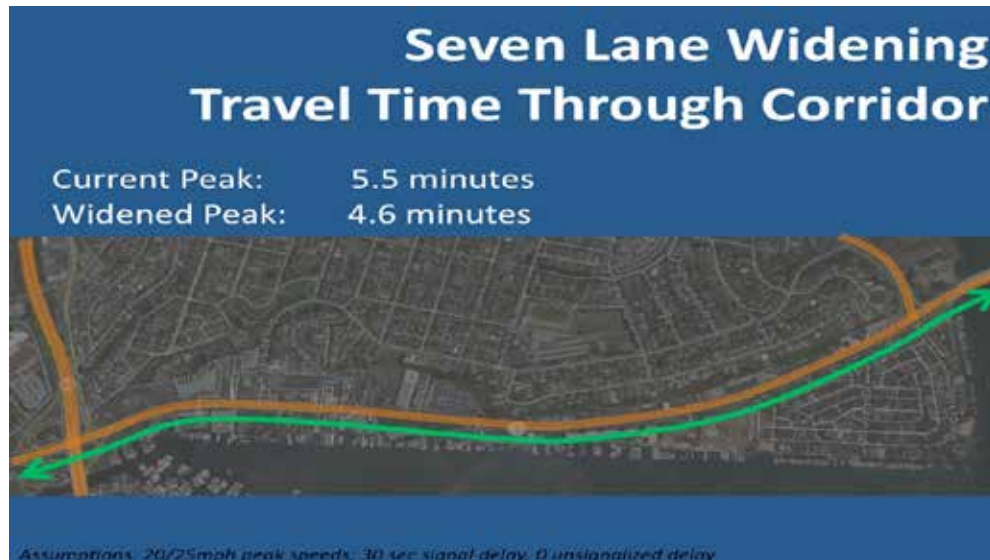 Seven Lane Widening
Travel Time Through Corridor
Current Peak: 5.5 minutes
Widened Peak: 4.6 minutes
Assumptions: 20/25mph peak speeds; 30 sec signal delay, 0 unsignalized delay